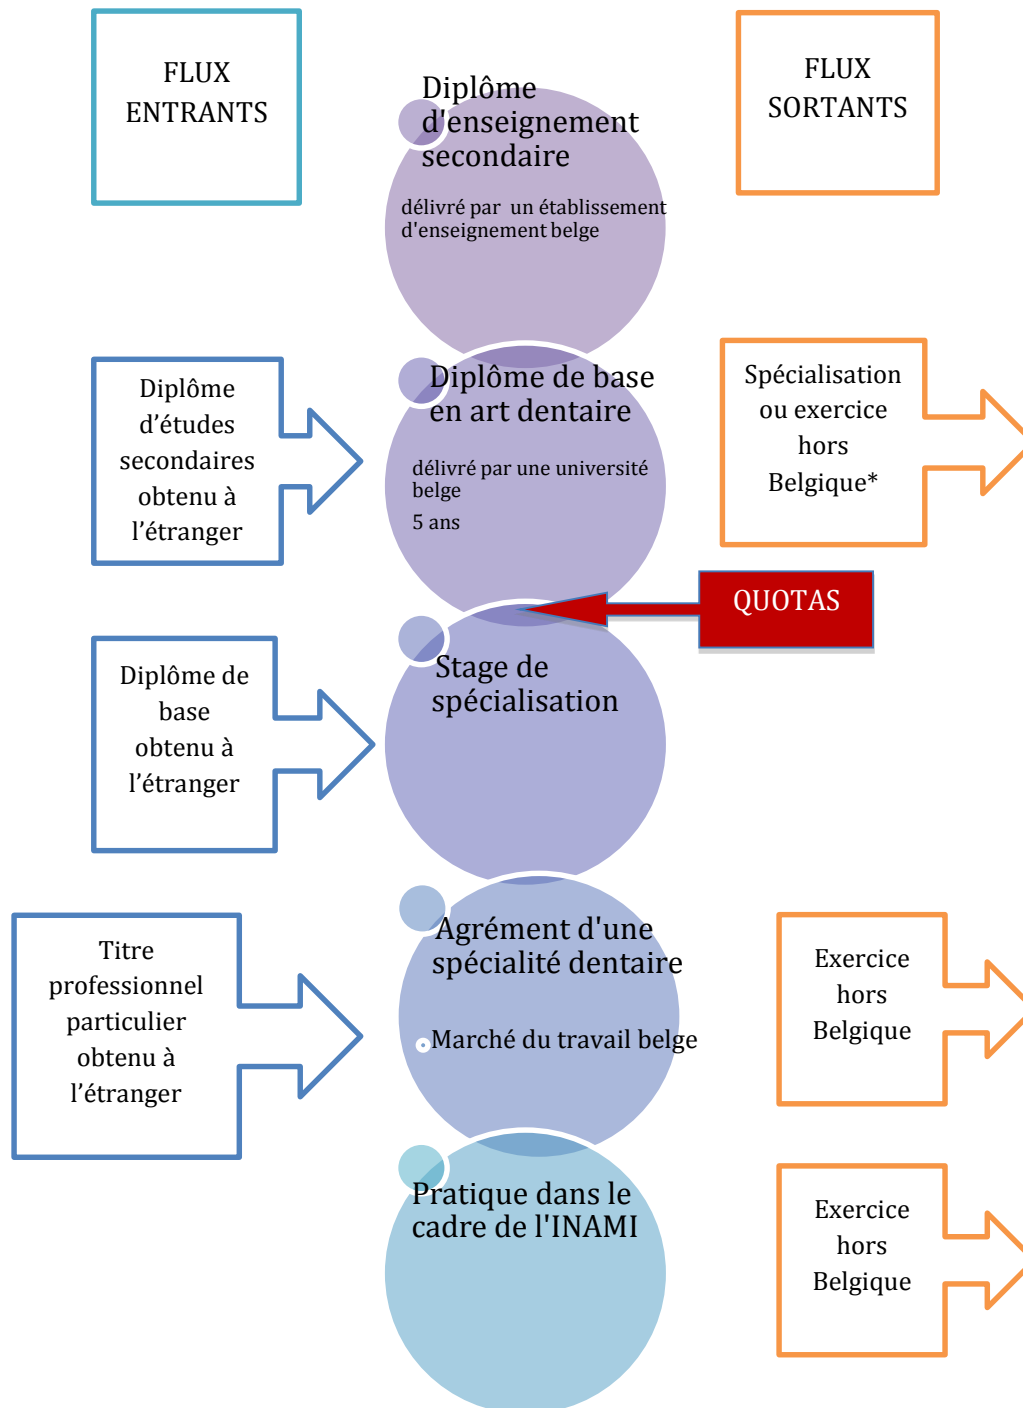 FLUX
ENTRANTS
Diplôme
d'enseignement
secondaire
délivré par  un établissement
d'enseignement belge
FLUX
SORTANTS
Diplôme
d’études
secondaires
obtenu à
l’étranger
Diplôme de base
en art dentaire
délivré par une université
belge
5 ans
Spécialisation
ou exercice
hors
Belgique*
QUOTAS
Diplôme de
base
obtenu à
l’étranger
Stage de
spécialisation
Titre
professionnel
particulier
obtenu à
l’étranger
Agrément d'une
spécialité dentaire
Marché du travail belge
Exercice
hors
Belgique
Pratique dans le
cadre de l'INAMI
Exercice
hors
Belgique